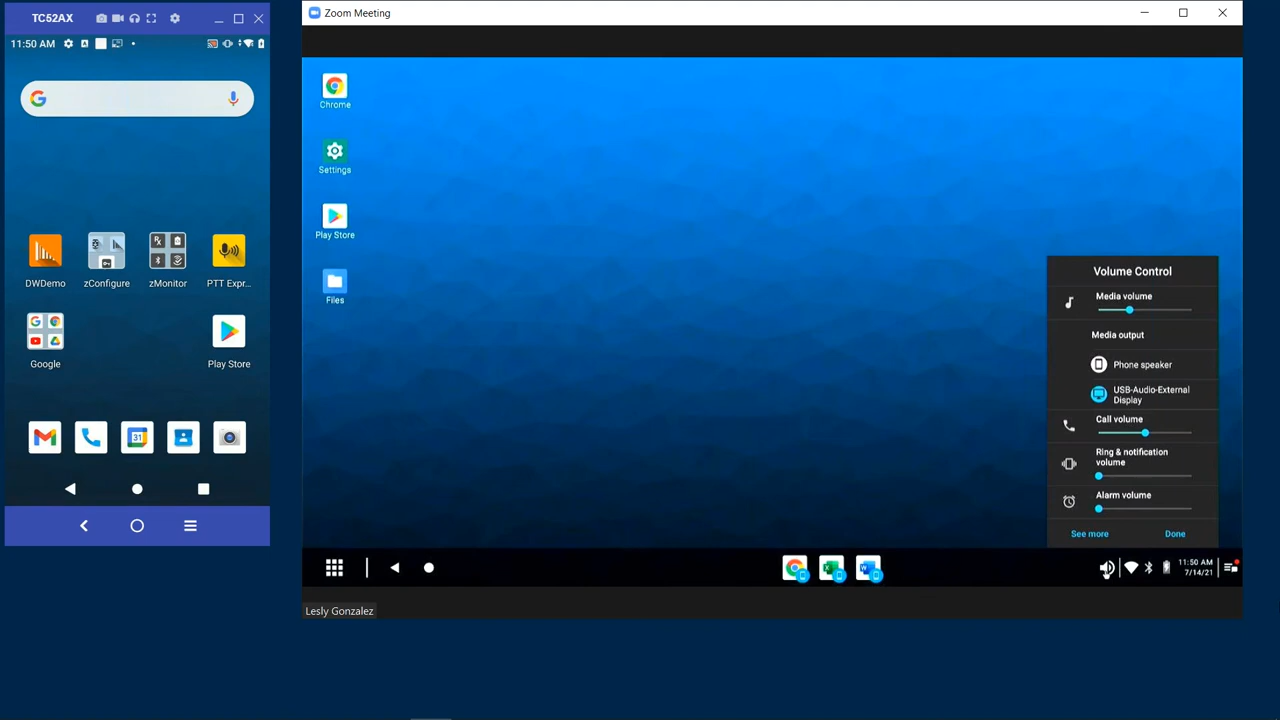 TC52AX
11:50 AM
DWDemo
zConfigure
zMonitor
PTT Expr...
Google
Play Store
31
Zoom Meeting
Chrome
Settings
Play Store
Files
Volume Control
Media volume
Media output
Phone speaker
USB-Audio-External
Display
Call volume
Ring & notification
volume
Alarm volume
See more
Done
11:50 AM
7/14/21
Lesly Gonzalez